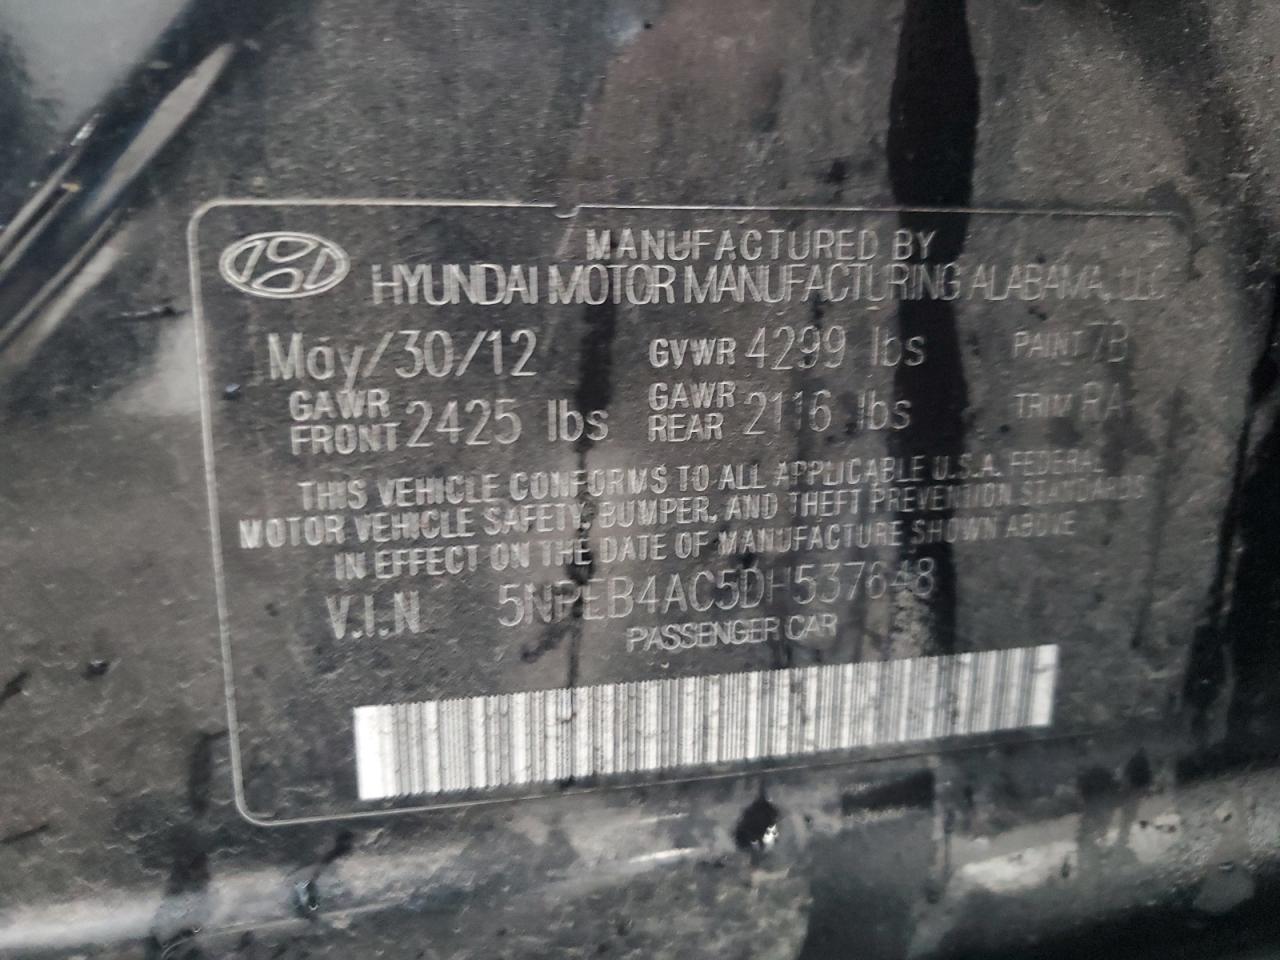 MANUFACTURED BY
HYUNDAI MOTOR MANUFACTURING ALABAMA, LLC
May/30/12 GVWR 4299 lbs PAINT 7B
GAWR FRONT 2425 lbs GAWR REAR 2116 lbs TRIM RA
THIS VEHICLE CONFORMS TO ALL APPLICABLE U.S.A. FEDERAL
MOTOR VEHICLE SAFETY, BUMPER, AND THEFT PREVENTION STANDARDS
IN EFFECT ON THE DATE OF MANUFACTURE SHOWN ABOVE
V.I.N 5NPEB4AC5DH537648
PASSENGER CAR